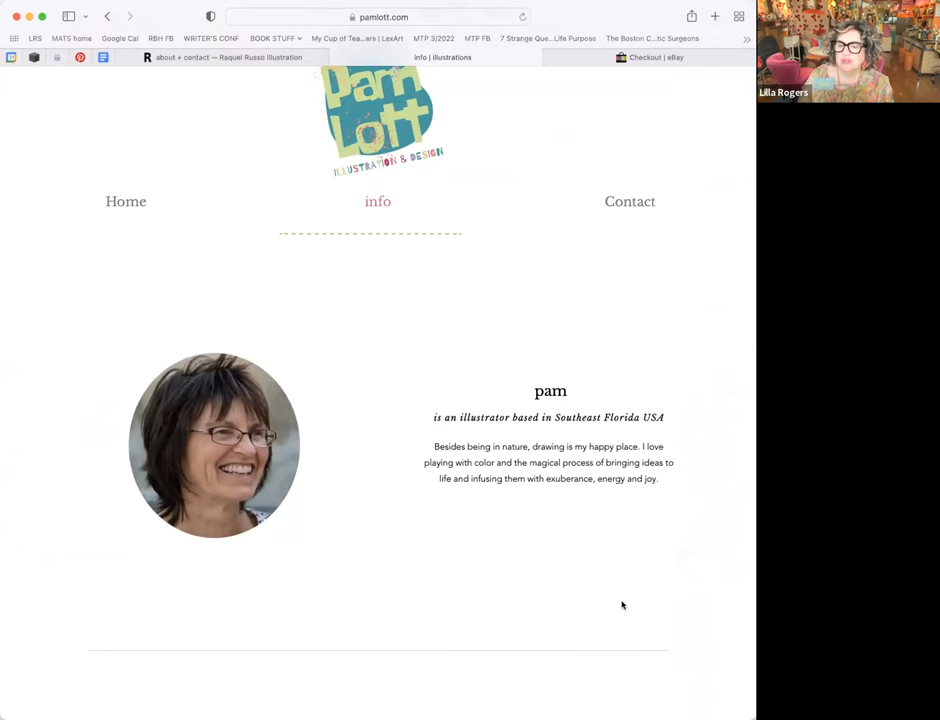 pamlott.com
LRS MATS home Google Cal RBH FB WRITER'S CONF BOOK STUFF My Cup of Tea...ers | LexArt MTP 3/2022 MTP FB 7 Strange Que...Life Purpose The Boston C...tic Surgeons
R about + contact — Raquel Russo Illustration info | illustrations Checkout | eBay
Lilla Rogers
Pam
Lott
ILLUSTRATION & DESIGN
Home info Contact
pam
is an illustrator based in Southeast Florida USA
Besides being in nature, drawing is my happy place. I love
playing with color and the magical process of bringing ideas to
life and infusing them with exuberance, energy and joy.